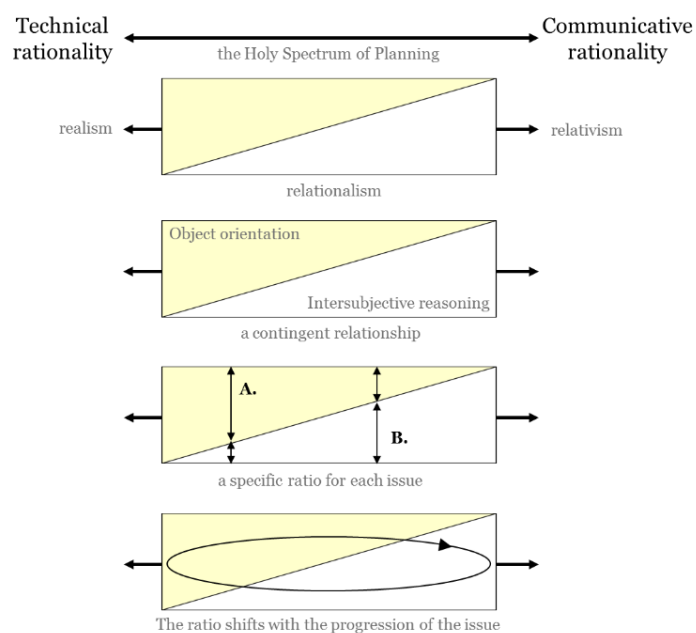 Technical
rationality
the Holy Spectrum of Planning
Communicative
rationality
realism
relativism
relationalism
Object orientation
Intersubjective reasoning
a contingent relationship
A.
B.
a specific ratio for each issue
The ratio shifts with the progression of the issue